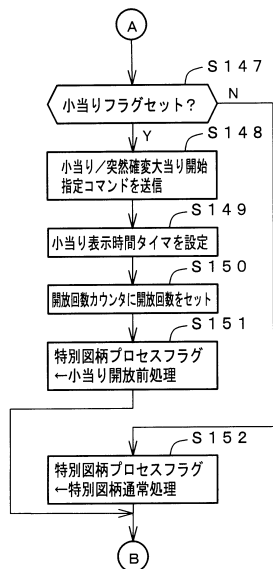 A
S147
小当りフラグセット?
N
Y
S148
小当り/突然確変大当り開始
指定コマンドを送信
S149
小当り表示時間タイマを設定
S150
開放回数カウンタに開放回数をセット
S151
特別図柄プロセスフラグ
←小当り開放前処理
S152
特別図柄プロセスフラグ
←特別図柄通常処理
B